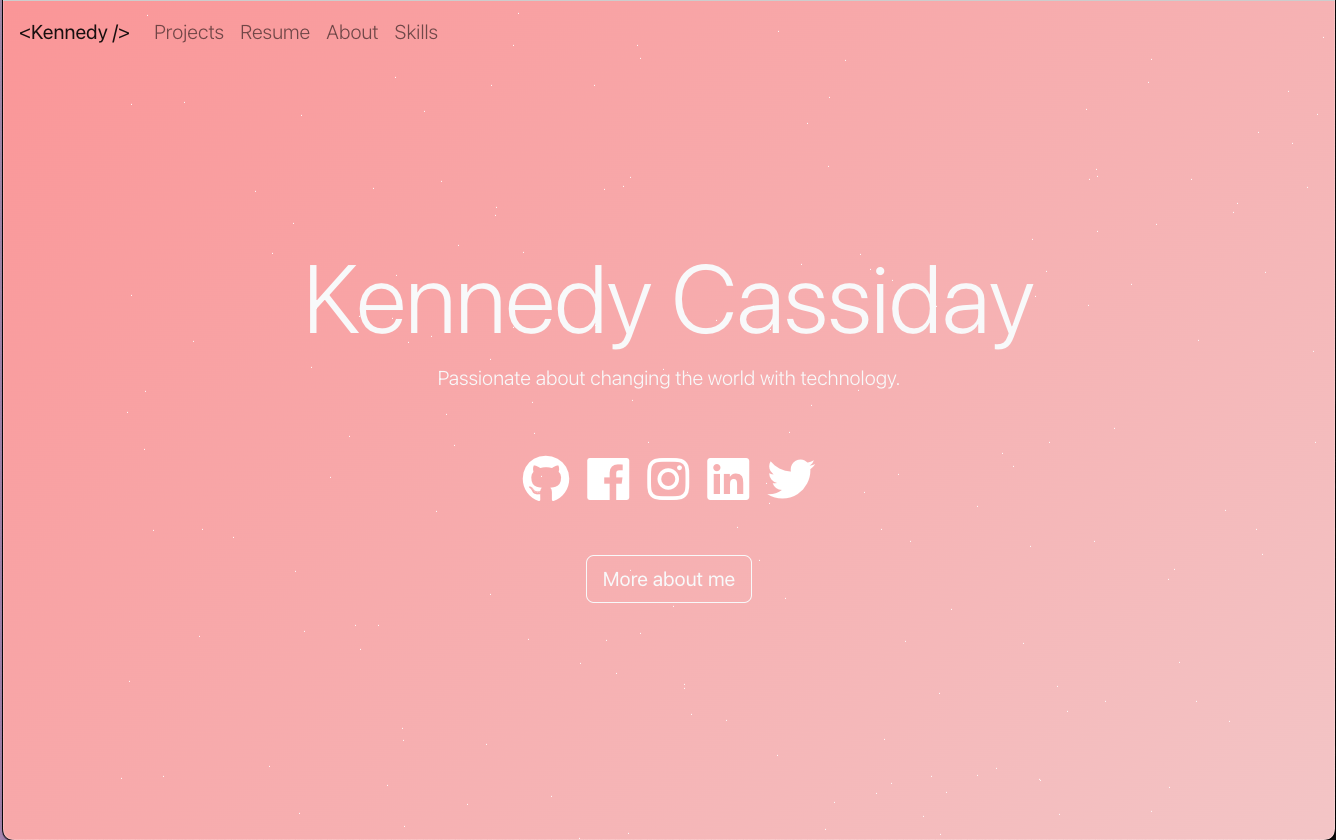 <Kennedy /> Projects Resume About Skills
Kennedy Cassiday
Passionate about changing the world with technology.
More about me